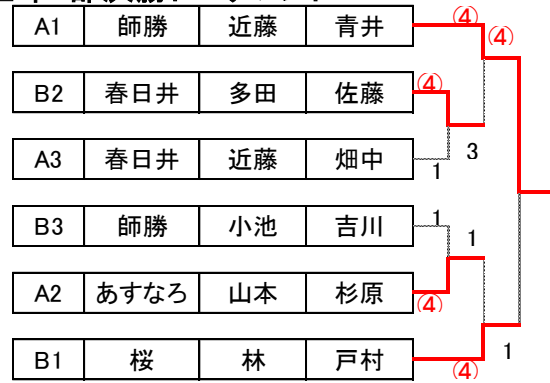 A1 師勝 近藤 青井 ④ ④
B2 春日井 多田 佐藤 ④
3
A3 春日井 近藤 畑中 1
B3 師勝 小池 吉川 1
1
A2 あすなろ 山本 杉原 ④
1
B1 桜 林 戸村 ④